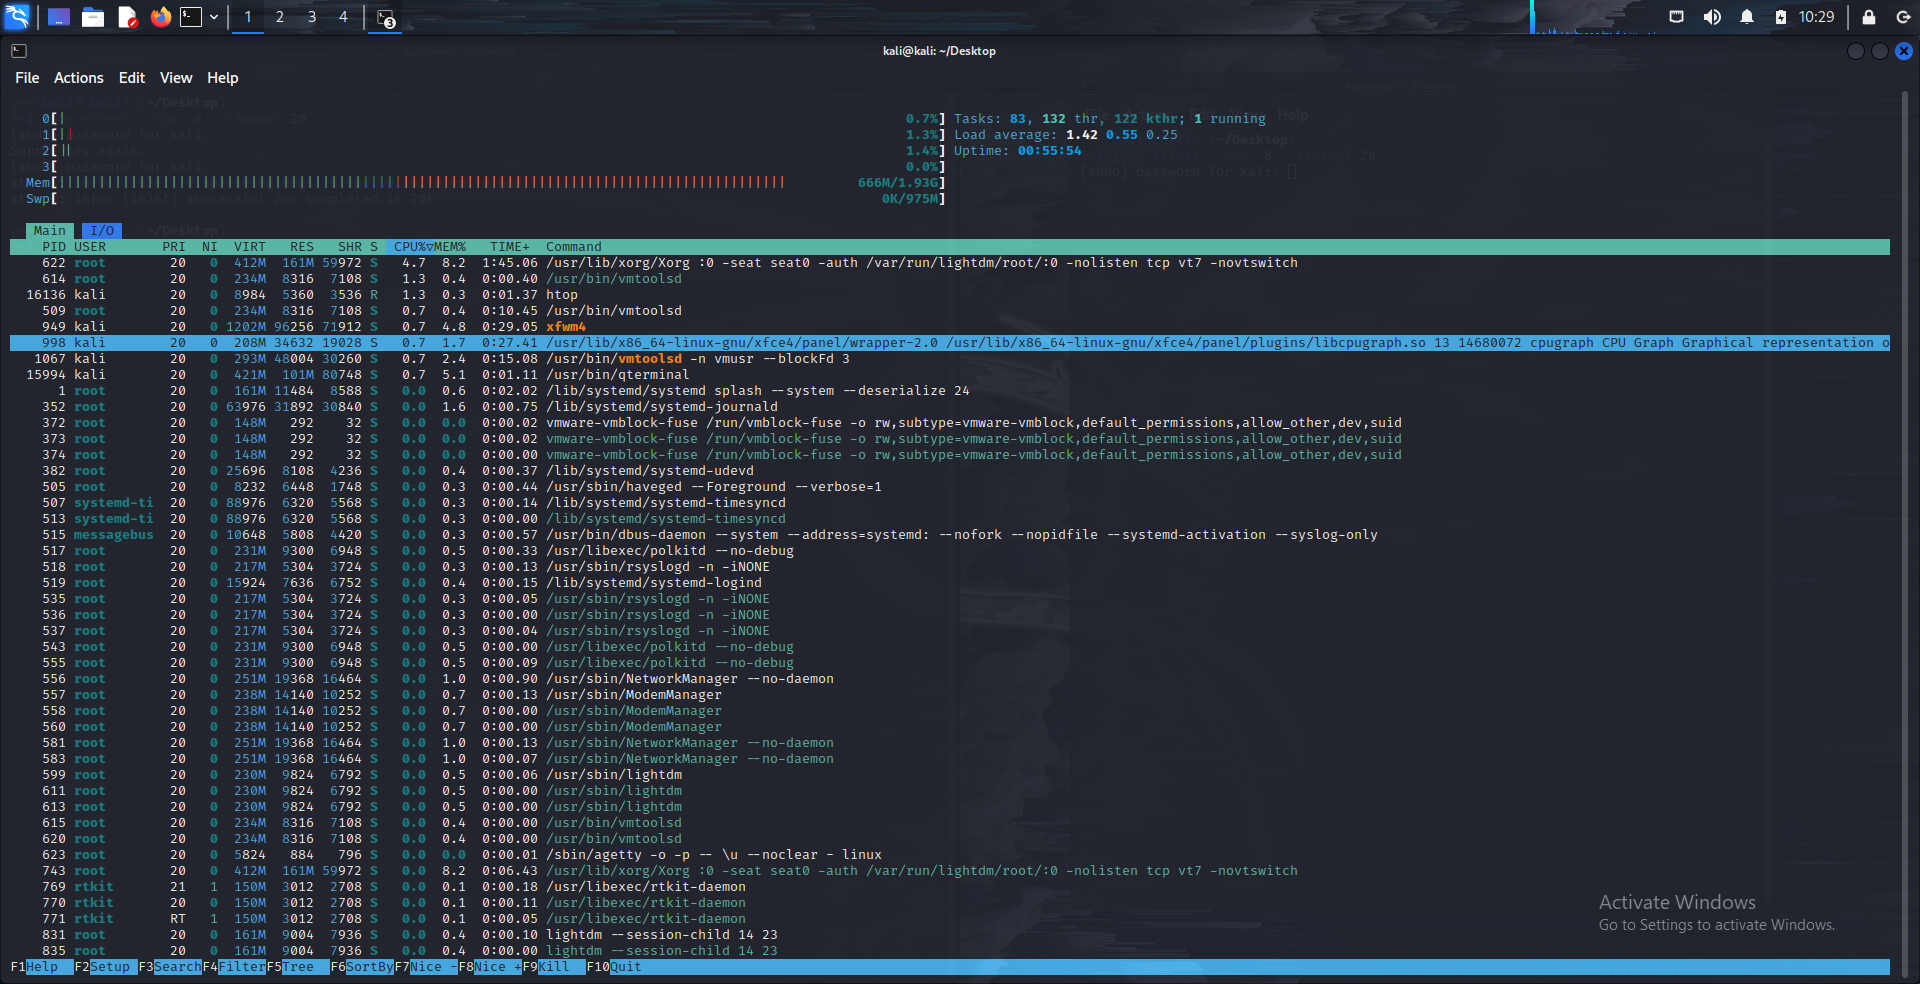 1 2 3 4 3 10:29
kali@kali: ~/Desktop
File Actions Edit View Help
0[| 0.7%] Tasks: 83, 132 thr, 122 kthr; 1 running
1[| | 1.3%] Load average: 1.42 0.55 0.25
2[|| 1.4%] Uptime: 00:55:54
3[ 0.0%]
Mem[ 666M/1.93G]
Swp[ 0K/975M]
Main I/O
PID USER PRI NI VIRT RES SHR S CPU%▽MEM% TIME+ Command
622 root 20 0 412M 161M 59972 S 4.7 8.2 1:45.06 /usr/lib/xorg/Xorg :0 -seat seat0 -auth /var/run/lightdm/root/:0 -nolisten tcp vt7 -novtswitch
614 root 20 0 234M 8316 7108 S 1.3 0.4 0:00.40 /usr/bin/vmtoolsd
16136 kali 20 0 8984 5360 3536 R 1.3 0.3 0:01.37 htop
509 root 20 0 234M 8316 7108 S 0.7 0.4 0:10.45 /usr/bin/vmtoolsd
949 kali 20 0 1202M 96256 71912 S 0.7 4.8 0:29.05 xfwm4
998 kali 20 0 208M 34632 19028 S 0.7 1.7 0:27.41 /usr/lib/x86_64-linux-gnu/xfce4/panel/wrapper-2.0 /usr/lib/x86_64-linux-gnu/xfce4/panel/plugins/libcpugraph.so 13 14680072 cpugraph CPU Graph Graphical representation o
1067 kali 20 0 293M 48004 30260 S 0.7 2.4 0:15.08 /usr/bin/vmtoolsd -n vmusr --blockFd 3
15994 kali 20 0 421M 101M 80748 S 0.7 5.1 0:01.11 /usr/bin/qterminal
1 root 20 0 161M 11484 8588 S 0.0 0.6 0:02.02 /lib/systemd/systemd splash --system --deserialize 24
352 root 20 0 63976 31892 30840 S 0.0 1.6 0:00.75 /lib/systemd/systemd-journald
372 root 20 0 148M 292 32 S 0.0 0.0 0:00.02 vmware-vmblock-fuse /run/vmblock-fuse -o rw,subtype=vmware-vmblock,default_permissions,allow_other,dev,suid
373 root 20 0 148M 292 32 S 0.0 0.0 0:00.02 vmware-vmblock-fuse /run/vmblock-fuse -o rw,subtype=vmware-vmblock,default_permissions,allow_other,dev,suid
374 root 20 0 148M 292 32 S 0.0 0.0 0:00.00 vmware-vmblock-fuse /run/vmblock-fuse -o rw,subtype=vmware-vmblock,default_permissions,allow_other,dev,suid
382 root 20 0 25696 8108 4236 S 0.0 0.4 0:00.37 /lib/systemd/systemd-udevd
505 root 20 0 8232 6448 1748 S 0.0 0.3 0:00.44 /usr/sbin/haveged --Foreground --verbose=1
507 systemd-ti 20 0 88976 6320 5568 S 0.0 0.3 0:00.14 /lib/systemd/systemd-timesyncd
513 systemd-ti 20 0 88976 6320 5568 S 0.0 0.3 0:00.00 /lib/systemd/systemd-timesyncd
515 messagebus 20 0 10648 5808 4420 S 0.0 0.3 0:00.57 /usr/bin/dbus-daemon --system --address=systemd: --nofork --nopidfile --systemd-activation --syslog-only
517 root 20 0 231M 9300 6948 S 0.0 0.5 0:00.33 /usr/libexec/polkitd --no-debug
518 root 20 0 217M 5304 3724 S 0.0 0.3 0:00.13 /usr/sbin/rsyslogd -n -iNONE
519 root 20 0 15924 7636 6752 S 0.0 0.4 0:00.15 /lib/systemd/systemd-logind
535 root 20 0 217M 5304 3724 S 0.0 0.3 0:00.05 /usr/sbin/rsyslogd -n -iNONE
536 root 20 0 217M 5304 3724 S 0.0 0.3 0:00.00 /usr/sbin/rsyslogd -n -iNONE
537 root 20 0 217M 5304 3724 S 0.0 0.3 0:00.04 /usr/sbin/rsyslogd -n -iNONE
543 root 20 0 231M 9300 6948 S 0.0 0.5 0:00.00 /usr/libexec/polkitd --no-debug
555 root 20 0 231M 9300 6948 S 0.0 0.5 0:00.09 /usr/libexec/polkitd --no-debug
556 root 20 0 251M 19368 16464 S 0.0 1.0 0:00.90 /usr/sbin/NetworkManager --no-daemon
557 root 20 0 238M 14140 10252 S 0.0 0.7 0:00.13 /usr/sbin/ModemManager
558 root 20 0 238M 14140 10252 S 0.0 0.7 0:00.00 /usr/sbin/ModemManager
560 root 20 0 238M 14140 10252 S 0.0 0.7 0:00.00 /usr/sbin/ModemManager
581 root 20 0 251M 19368 16464 S 0.0 1.0 0:00.13 /usr/sbin/NetworkManager --no-daemon
583 root 20 0 251M 19368 16464 S 0.0 1.0 0:00.07 /usr/sbin/NetworkManager --no-daemon
599 root 20 0 230M 9824 6792 S 0.0 0.5 0:00.06 /usr/sbin/lightdm
611 root 20 0 230M 9824 6792 S 0.0 0.5 0:00.00 /usr/sbin/lightdm
613 root 20 0 230M 9824 6792 S 0.0 0.5 0:00.00 /usr/sbin/lightdm
615 root 20 0 234M 8316 7108 S 0.0 0.4 0:00.00 /usr/bin/vmtoolsd
620 root 20 0 234M 8316 7108 S 0.0 0.4 0:00.00 /usr/bin/vmtoolsd
623 root 20 0 5824 884 796 S 0.0 0.0 0:00.01 /sbin/agetty -o -p -- \u --noclear - linux
743 root 20 0 412M 161M 59972 S 0.0 8.2 0:06.43 /usr/lib/xorg/Xorg :0 -seat seat0 -auth /var/run/lightdm/root/:0 -nolisten tcp vt7 -novtswitch
769 rtkit 21 1 150M 3012 2708 S 0.0 0.1 0:00.18 /usr/libexec/rtkit-daemon
770 rtkit 20 0 150M 3012 2708 S 0.0 0.1 0:00.11 /usr/libexec/rtkit-daemon
771 rtkit RT 1 150M 3012 2708 S 0.0 0.1 0:00.05 /usr/libexec/rtkit-daemon
831 root 20 0 161M 9004 7936 S 0.0 0.4 0:00.10 lightdm --session-child 14 23
835 root 20 0 161M 9004 7936 S 0.0 0.4 0:00.00 lightdm --session-child 14 23
F1Help F2Setup F3SearchF4FilterF5Tree F6SortByF7Nice -F8Nice +F9Kill F10Quit
Activate Windows
Go to Settings to activate Windows.